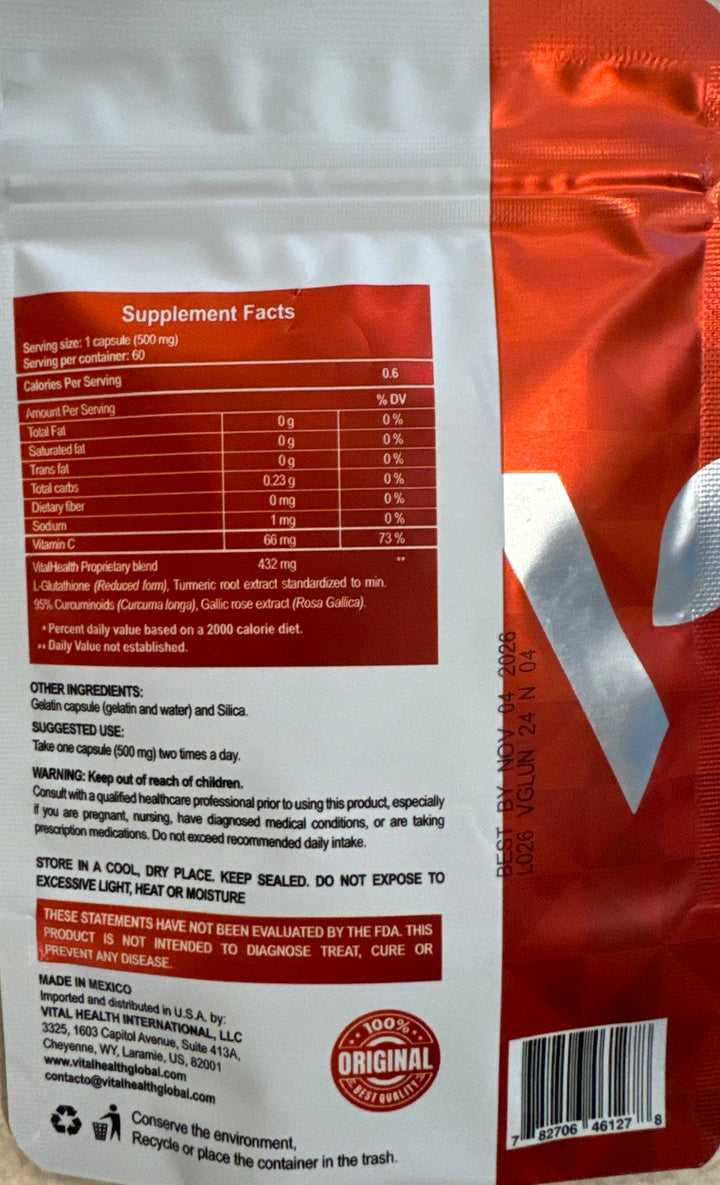 Supplement Facts
Serving size: 1 capsule (500 mg)
Serving per container: 60
Calories Per Serving 0.6
Amount Per Serving % DV
Total Fat 0 g 0 %
Saturated fat 0 g 0 %
Trans fat 0 g 0 %
Total carbs 0.23 g 0 %
Dietary fiber 0 mg 0 %
Sodium 1 mg 0 %
Vitamin C 66 mg 73 %
VitalHealth Proprietary blend 432 mg **
L-Glutathione (Reduced form), Turmeric root extract standardized to min.
95% Curcuminoids (Curcuma longa), Gallic rose extract (Rosa Gallica).
* Percent daily value based on a 2000 calorie diet.
** Daily Value not established.
OTHER INGREDIENTS:
Gelatin capsule (gelatin and water) and Silica.
SUGGESTED USE:
Take one capsule (500 mg) two times a day.
WARNING: Keep out of reach of children.
Consult with a qualified healthcare professional prior to using this product, especially
if you are pregnant, nursing, have diagnosed medical conditions, or are taking
prescription medications. Do not exceed recommended daily intake.
STORE IN A COOL, DRY PLACE. KEEP SEALED. DO NOT EXPOSE TO
EXCESSIVE LIGHT, HEAT OR MOISTURE
THESE STATEMENTS HAVE NOT BEEN EVALUATED BY THE FDA. THIS
PRODUCT IS NOT INTENDED TO DIAGNOSE TREAT, CURE OR
PREVENT ANY DISEASE.
MADE IN MEXICO
Imported and distributed in U.S.A. by:
VITAL HEALTH INTERNATIONAL, LLC
3325, 1603 Capitol Avenue, Suite 413A,
Cheyenne, WY, Laramie, US, 82001
www.vitalhealthglobal.com
contacto@vitalhealthglobal.com
100%
ORIGINAL
BEST QUALITY
Conserve the environment,
Recycle or place the container in the trash.
BEST BY NOV 04 2026
L026 VGLUN 24 N 04
7 82706 46127 8